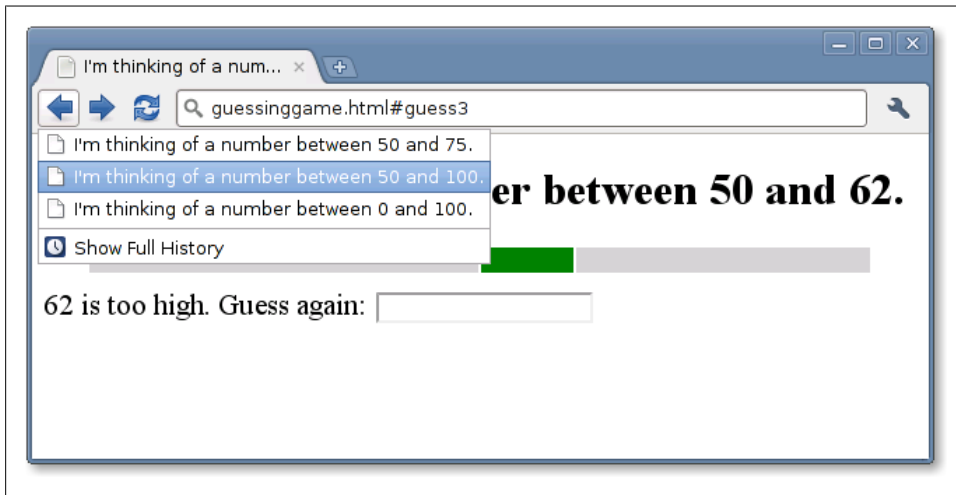 I'm thinking of a num...
guessinggame.html#guess3
I'm thinking of a number between 50 and 75.
I'm thinking of a number between 50 and 100.
er between 50 and 62.
I'm thinking of a number between 0 and 100.
Show Full History
62 is too high. Guess again: